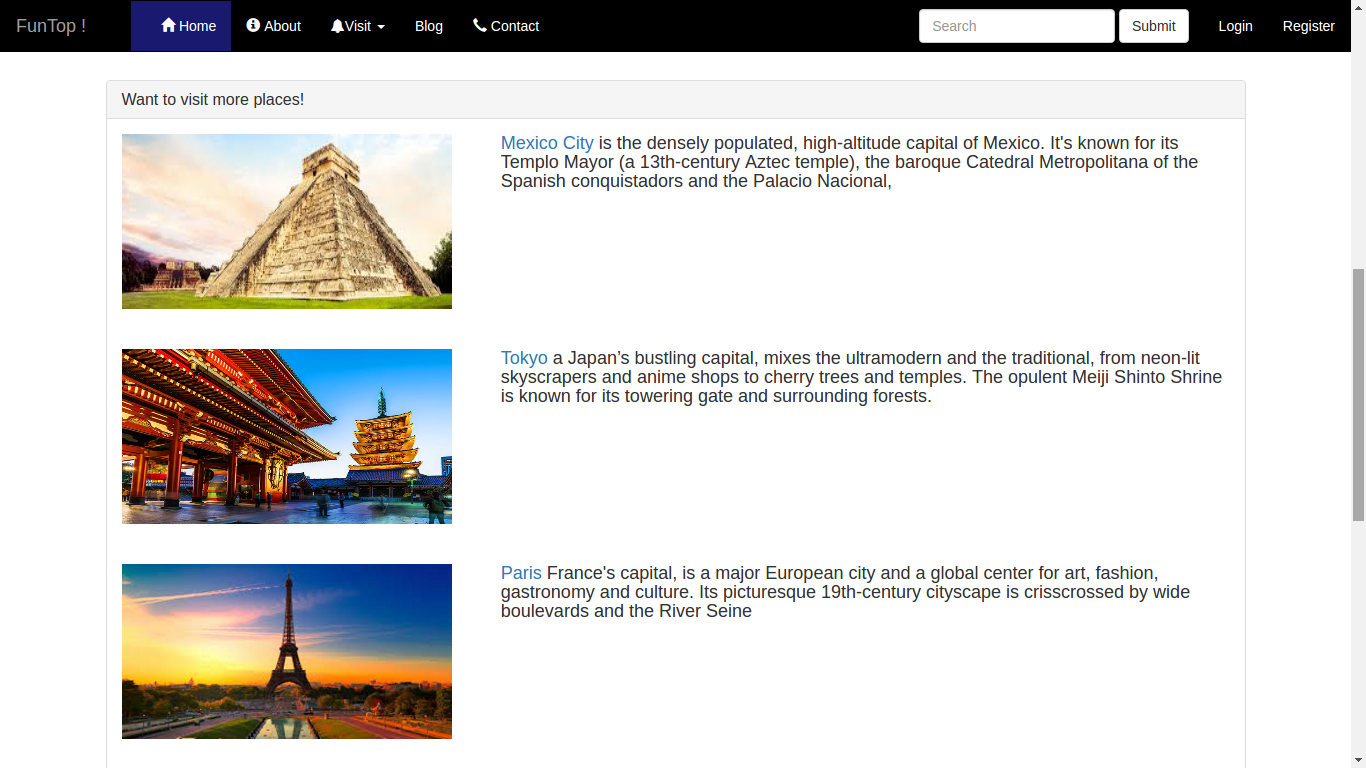 FunTop ! Home About Visit Blog Contact Search Submit Login Register
Want to visit more places!
Mexico City is the densely populated, high-altitude capital of Mexico. It's known for its
Templo Mayor (a 13th-century Aztec temple), the baroque Catedral Metropolitana of the
Spanish conquistadors and the Palacio Nacional,
Tokyo a Japan’s bustling capital, mixes the ultramodern and the traditional, from neon-lit
skyscrapers and anime shops to cherry trees and temples. The opulent Meiji Shinto Shrine
is known for its towering gate and surrounding forests.
Paris France's capital, is a major European city and a global center for art, fashion,
gastronomy and culture. Its picturesque 19th-century cityscape is crisscrossed by wide
boulevards and the River Seine